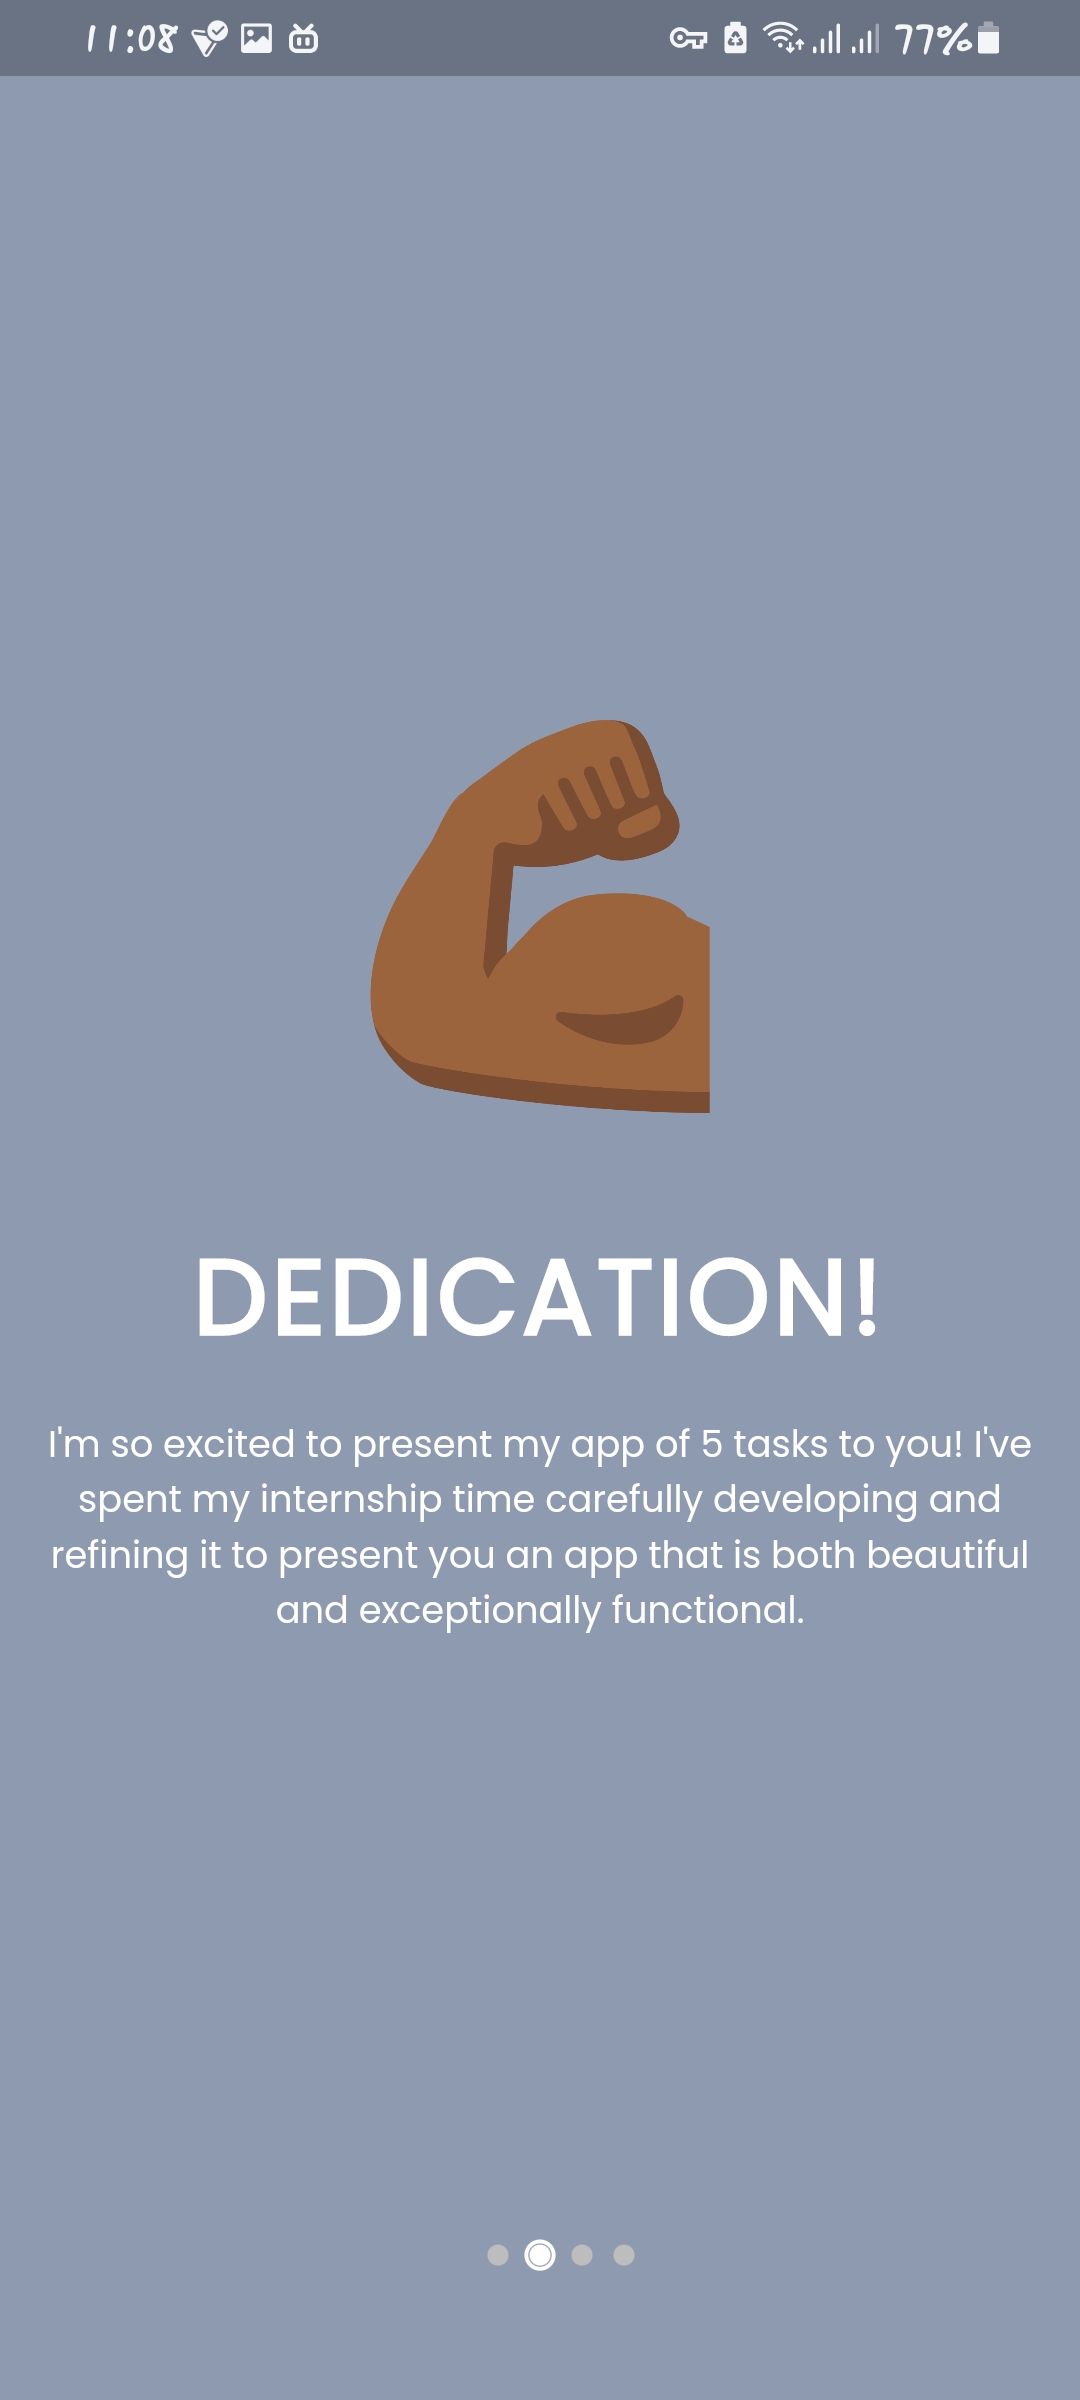 11:08 77%
DEDICATION!
I'm so excited to present my app of 5 tasks to you! I've
spent my internship time carefully developing and
refining it to present you an app that is both beautiful
and exceptionally functional.